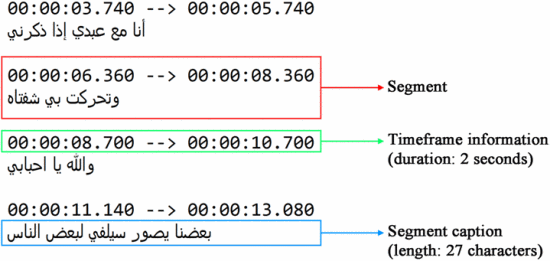 00:00:03.740 --> 00:00:05.740
أنا مع عبدي إذا ذكرني
00:00:06.360 --> 00:00:08.360
وتحركت بي شفتاه
Segment
00:00:08.700 --> 00:00:10.700
والله يا احبابي
Timeframe information
(duration: 2 seconds)
00:00:11.140 --> 00:00:13.080
بعضنا يصور سيلفي لبعض الناس
Segment caption
(length: 27 characters)